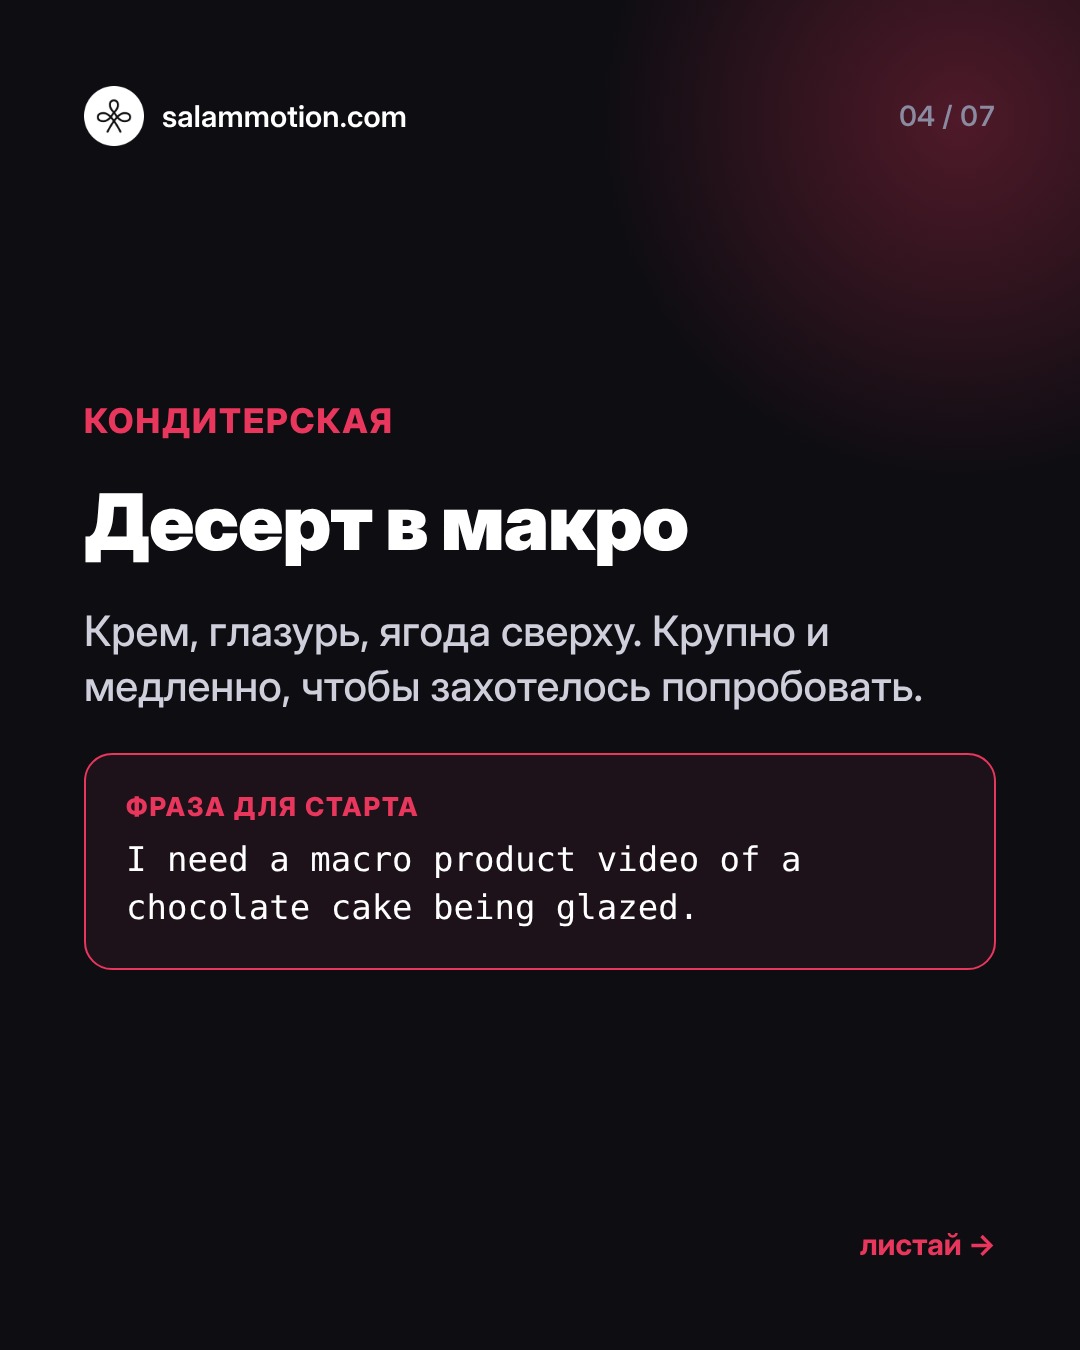 salammotion.com
04 / 07
КОНДИТЕРСКАЯ
Десерт в макро
Крем, глазурь, ягода сверху. Крупно и
медленно, чтобы захотелось попробовать.
ФРАЗА ДЛЯ СТАРТА
I need a macro product video of a
chocolate cake being glazed.
листай →